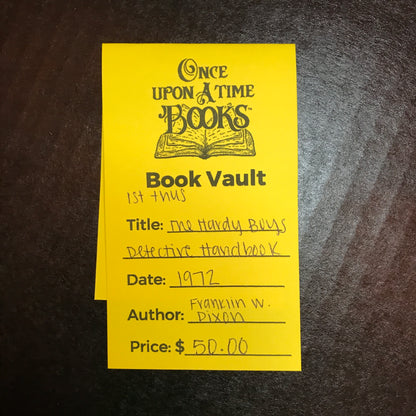 ONCE
UPON A TIME
BOOKS
Book Vault
1st thus
Title: The Hardy Boys
Detective Handbook
Date: 1972
Franklin W.
Author: Dixon
Price: $ 50.00